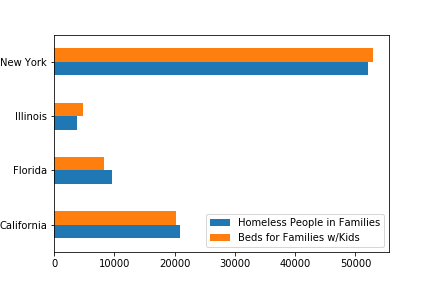 New York
Illinois
Florida
California
Homeless People in Families
Beds for Families w/Kids
0 10000 20000 30000 40000 50000